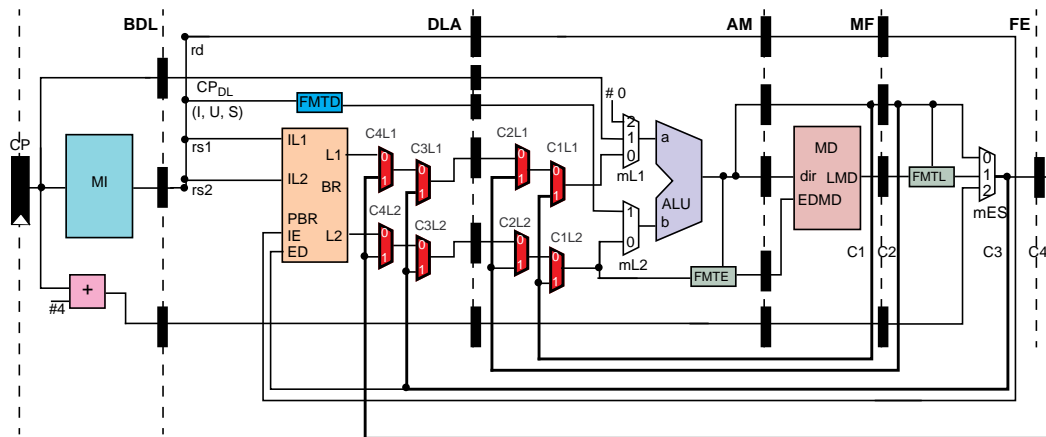 BDL DLA AM MF FE
rd
CP_DL
(I, U, S)
FMTD
# 0
CP
MI
rs1
rs2
IL1
IL2
L1
BR
L2
PBR
IE
ED
C4L1
0
1
C3L1
0
1
C4L2
0
1
C3L2
0
1
C2L1
0
1
C1L1
0
1
C2L2
0
1
C1L2
0
1
2
1
0
mL1
1
0
mL2
a
ALU
b
FMTE
MD
dir LMD
EDMD
FMTL
0
1
2
mES
C1 C2 C3 C4
+
#4